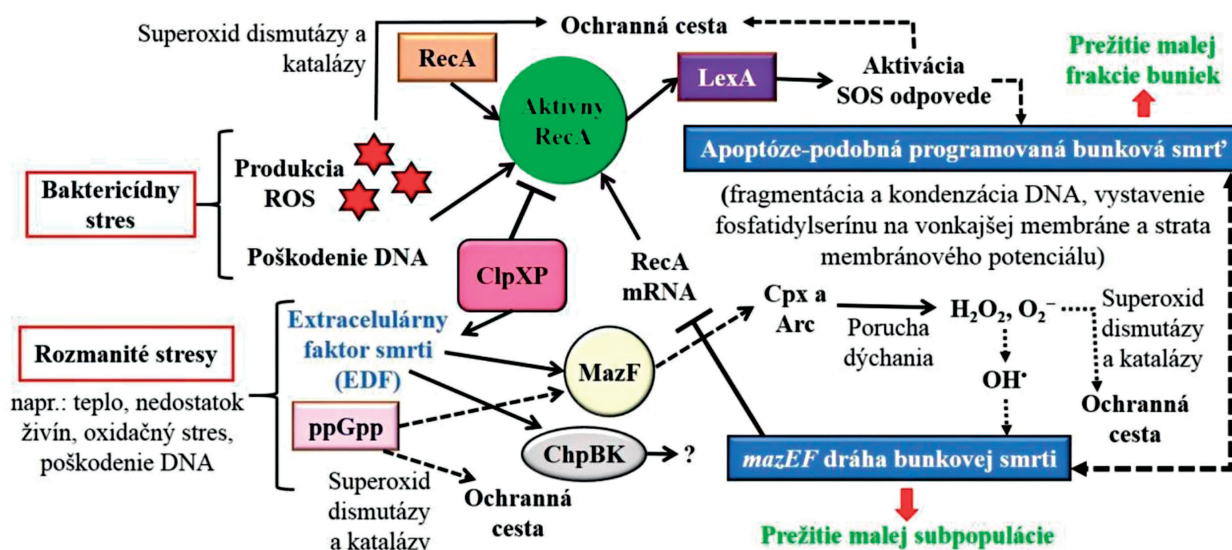 Superoxid dismutázy a
katalázy
Ochranná cesta
RecA
Aktívny
RecA
LexA
Aktivácia
SOS odpovede
Prežitie malej
frakcie buniek
Apoptóze-podobná programovaná bunková smrť
(fragmentácia a kondenzácia DNA, vystavenie
fosfatidylserínu na vonkajšej membráne a strata
membránového potenciálu)
Baktericídny
stres
Produkcia
ROS
Poškodenie DNA
ClpXP
RecA
mRNA
Rozmanité stresy
napr.: teplo, nedostatok
živín, oxidačný stres,
poškodenie DNA
Extracelulárny
faktor smrti
(EDF)
ppGpp
MazF
ChpBK
?
Superoxid
dismutázy
a katalázy
Ochranná
cesta
Cpx a
Arc
Porucha
dýchania
H₂O₂, O₂⁻
OH•
Superoxid
dismutázy
a katalázy
Ochranná
cesta
mazEF dráha bunkovej smrti
Prežitie malej subpopulácie